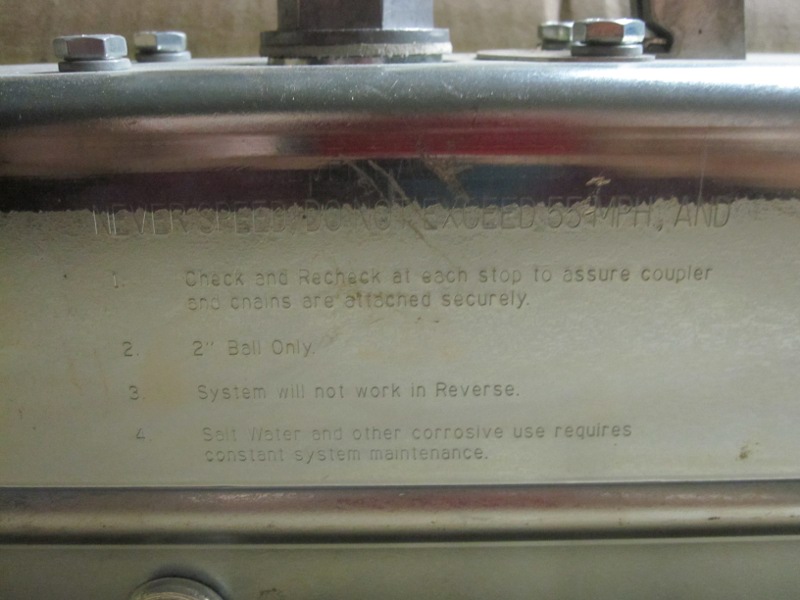 NEVER SPEED, DO NOT EXCEED 55 MPH, AND
1. Check and Recheck at each stop to assure coupler
and chains are attached securely.
2. 2" Ball Only.
3. System will not work in Reverse.
4. Salt Water and other corrosive use requires
constant system maintenance.